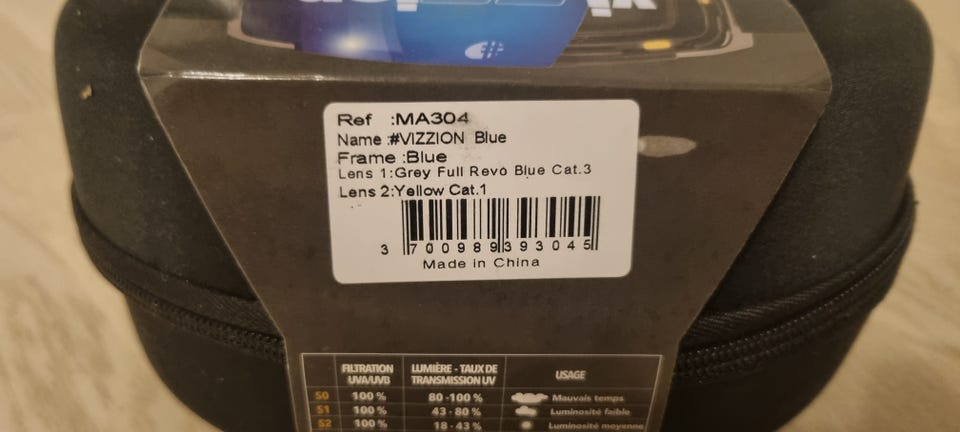 Ref :MA304
Name :#VIZZION Blue
Frame :Blue
Lens 1:Grey Full Revo Blue Cat.3
Lens 2:Yellow Cat.1
3 700989 393045
Made in China
FILTRATION UVA/UVB LUMIÈRE - TAUX DE TRANSMISSION UV USAGE
S0 100 % 80 -100 % Mauvais temps
S1 100 % 43 - 80 % Luminosité faible
S2 100 % 18 - 43 % Luminosité moyenne